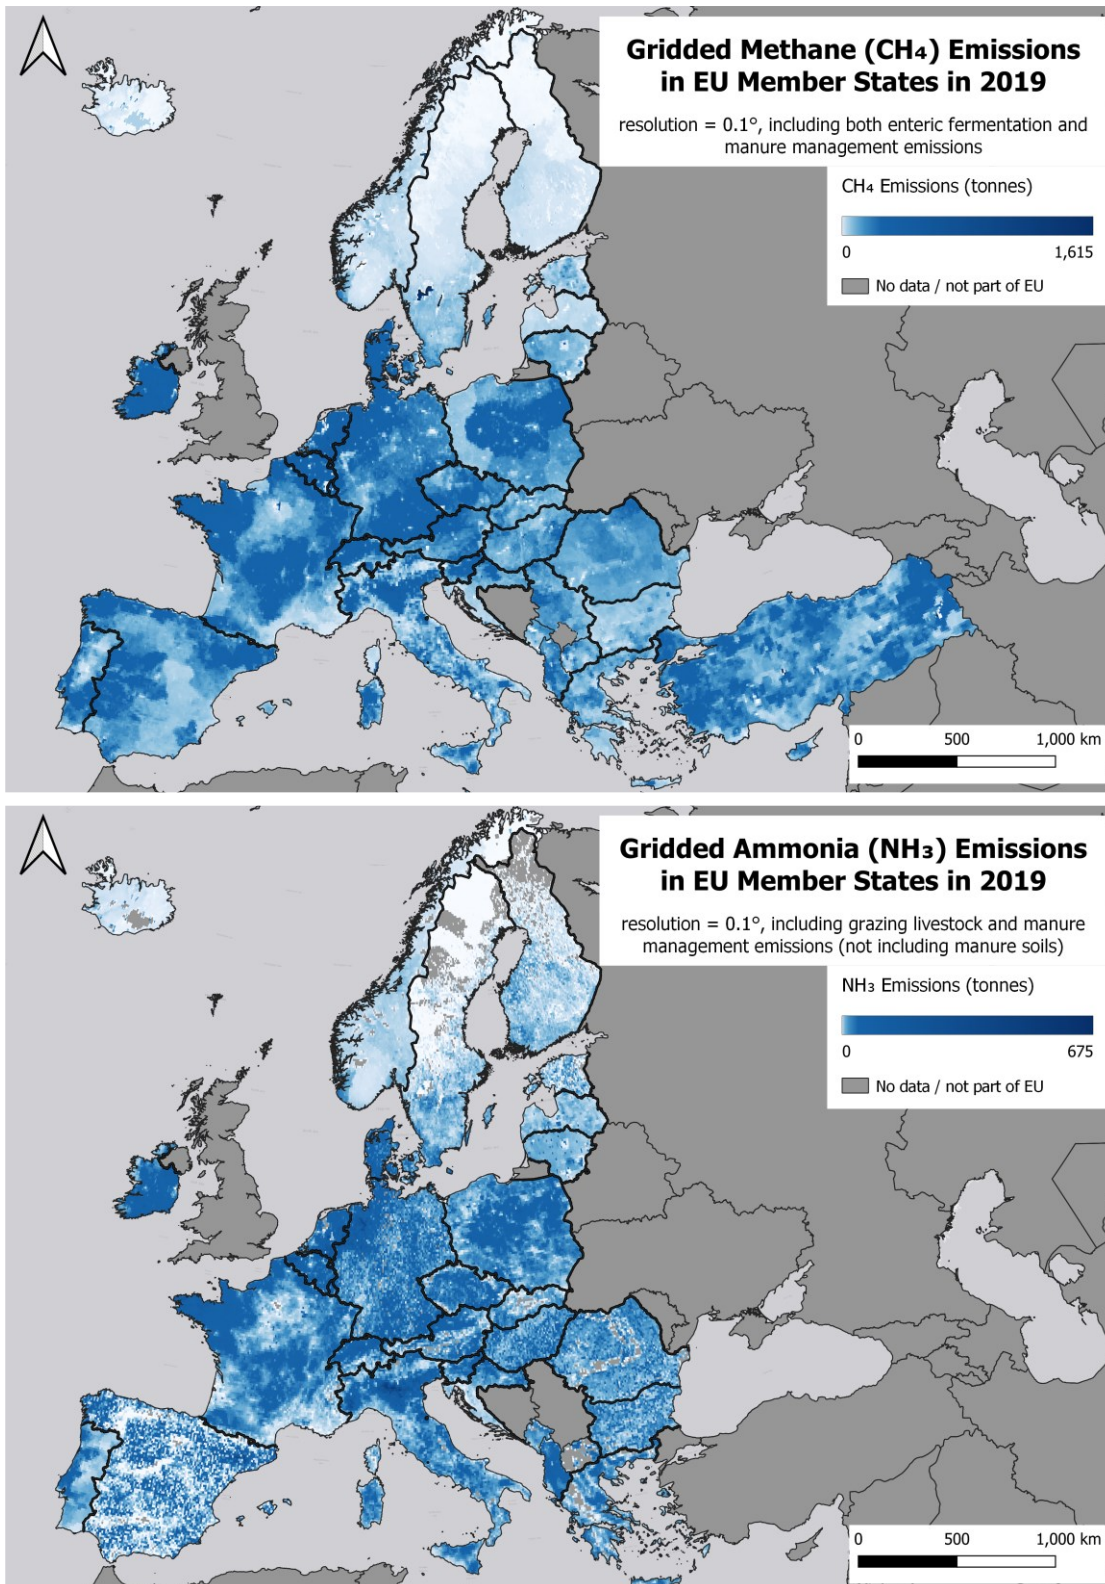 Gridded Methane (CH₄) Emissions
in EU Member States in 2019
resolution = 0.1°, including both enteric fermentation and
manure management emissions
CH₄ Emissions (tonnes)
0 1,615
No data / not part of EU
0 500 1,000 km
Gridded Ammonia (NH₃) Emissions
in EU Member States in 2019
resolution = 0.1°, including grazing livestock and manure
management emissions (not including manure soils)
NH₃ Emissions (tonnes)
0 675
No data / not part of EU
0 500 1,000 km